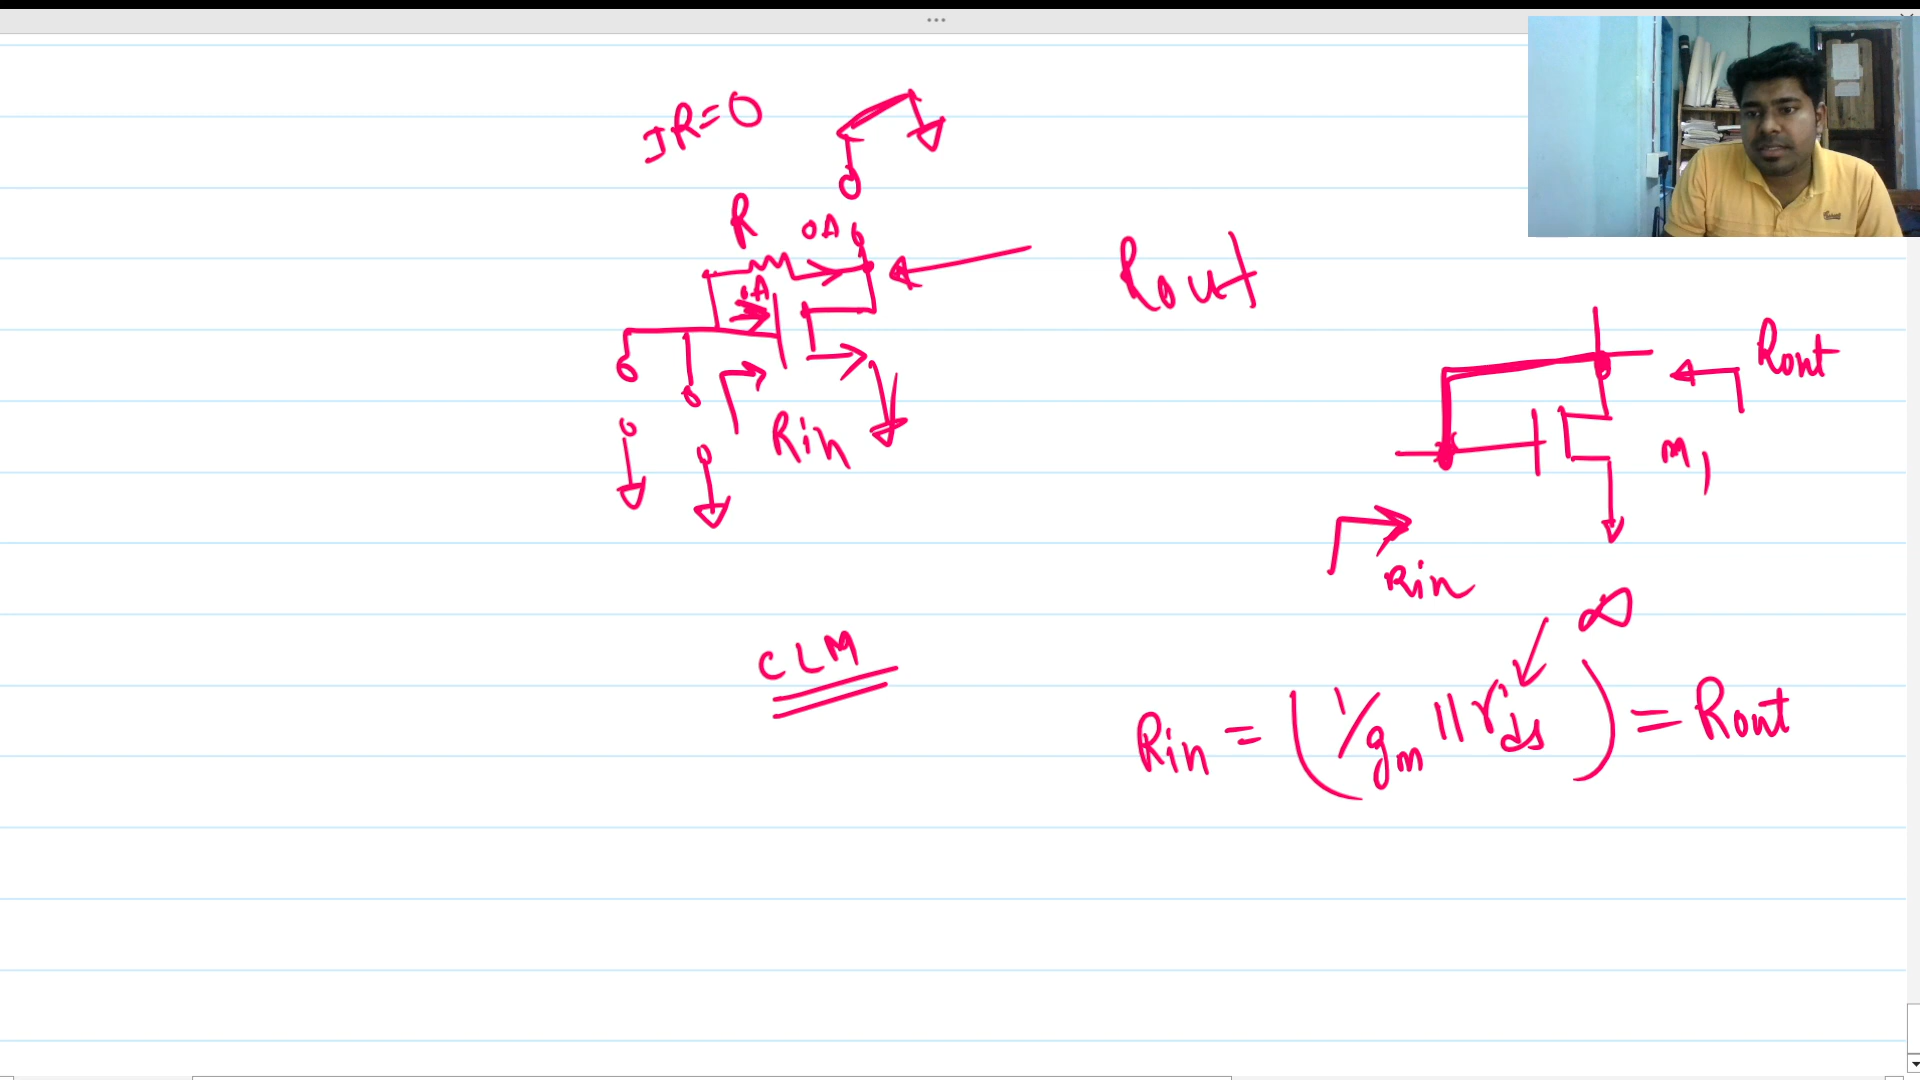 IR=0
R
0A
0A
Rout
Rin
Rout
M1
Rin
∞
CLM
Rin = (1/gm || rds) = Rout